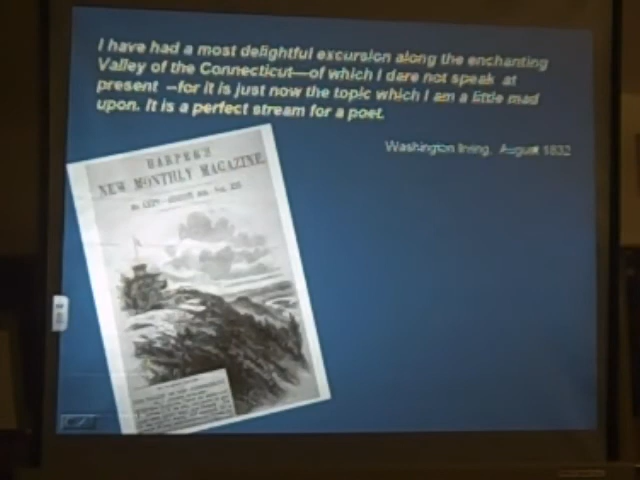 I have had a most delightful excursion along the enchanting
Valley of the Connecticut—of which I dare not speak at
present —for it is just now the topic which I am a little mad
upon. It is a perfect stream for a poet.
Washington Irving, August 1832
HARPER'S
NEW MONTHLY MAGAZINE.